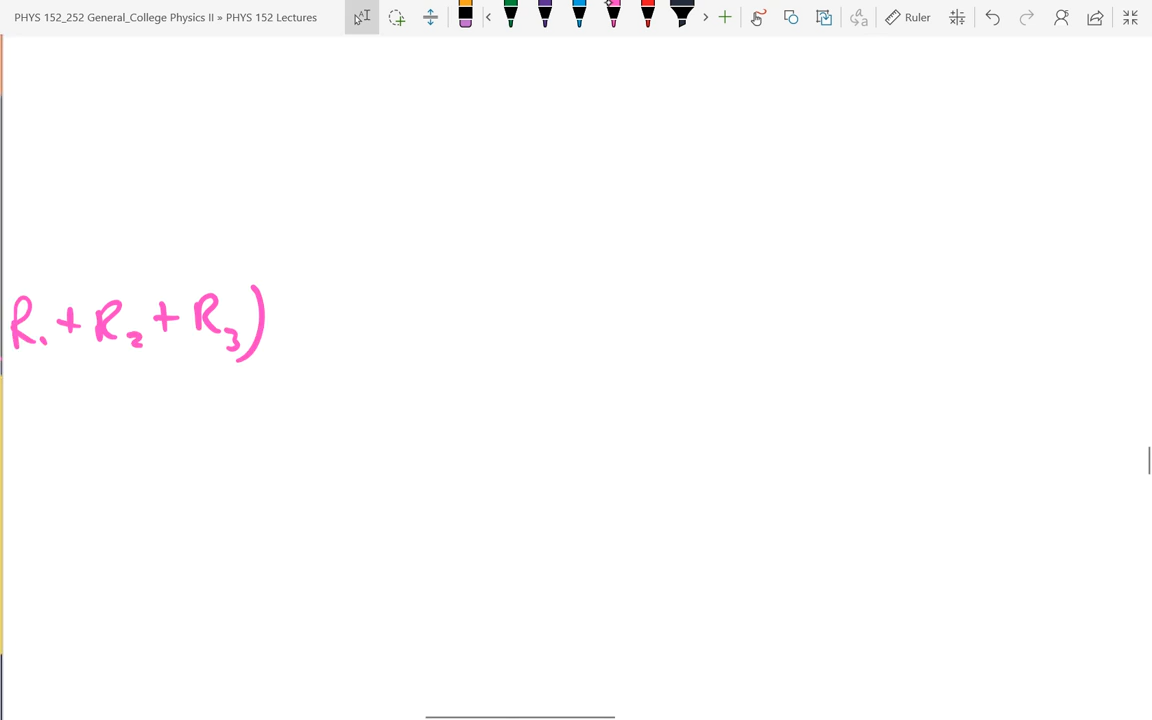 PHYS 152_252 General_College Physics II » PHYS 152 Lectures
Ruler
R₁ + R₂ + R₃)